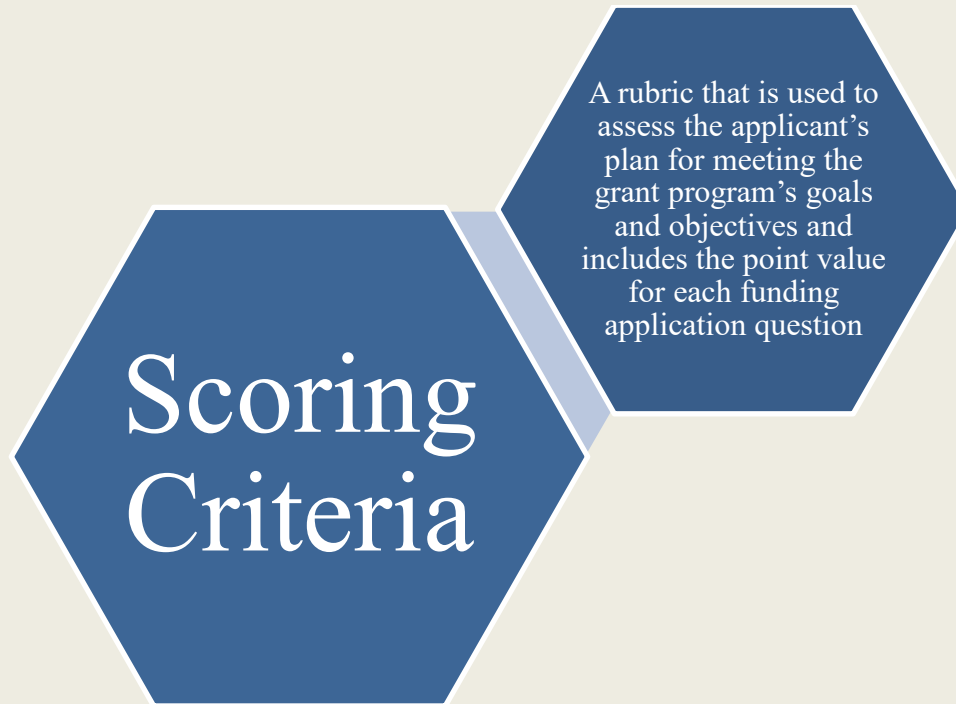 Scoring
Criteria
A rubric that is used to
assess the applicant’s
plan for meeting the
grant program’s goals
and objectives and
includes the point value
for each funding
application question